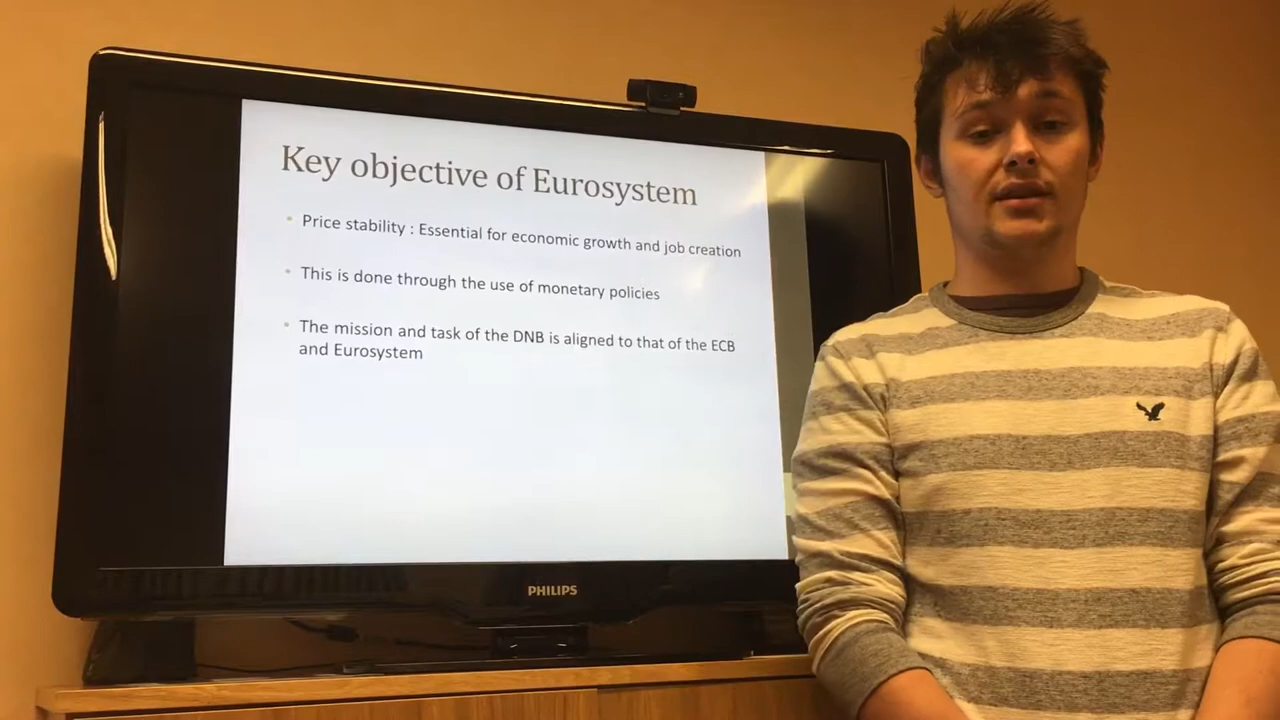 Key objective of Eurosystem
• Price stability : Essential for economic growth and job creation
• This is done through the use of monetary policies
• The mission and task of the DNB is aligned to that of the ECB
and Eurosystem
PHILIPS